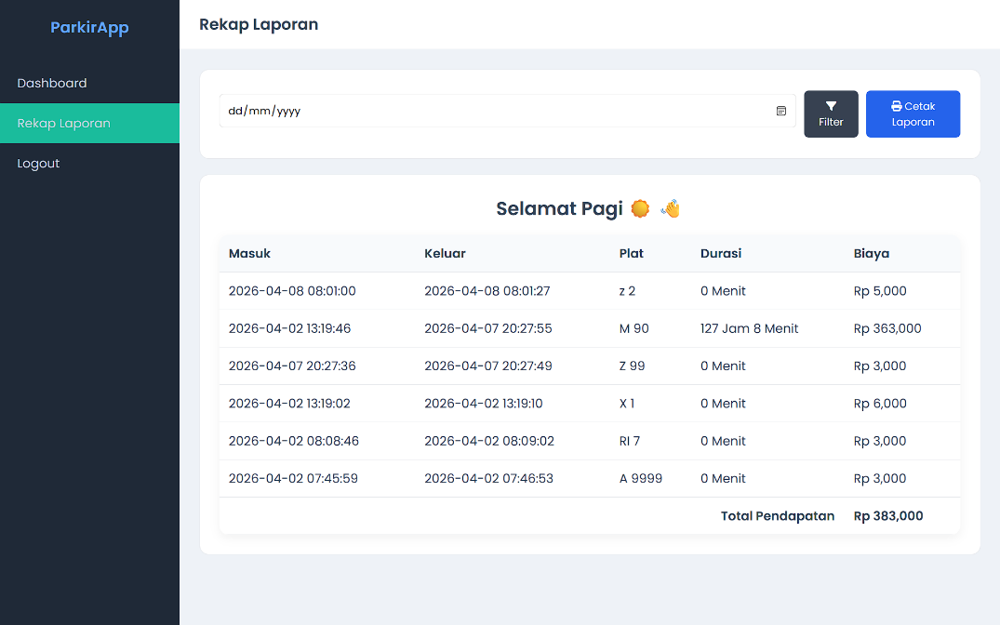 ParkirApp
Rekap Laporan
Dashboard
Rekap Laporan
Logout
dd/mm/yyyy
Filter
Cetak
Laporan
Selamat Pagi 🌞 👋
Masuk Keluar Plat Durasi Biaya
2026-04-08 08:01:00 2026-04-08 08:01:27 z 2 0 Menit Rp 5,000
2026-04-02 13:19:46 2026-04-07 20:27:55 M 90 127 Jam 8 Menit Rp 363,000
2026-04-07 20:27:36 2026-04-07 20:27:49 Z 99 0 Menit Rp 3,000
2026-04-02 13:19:02 2026-04-02 13:19:10 X 1 0 Menit Rp 6,000
2026-04-02 08:08:46 2026-04-02 08:09:02 RI 7 0 Menit Rp 3,000
2026-04-02 07:45:59 2026-04-02 07:46:53 A 9999 0 Menit Rp 3,000
Total Pendapatan Rp 383,000